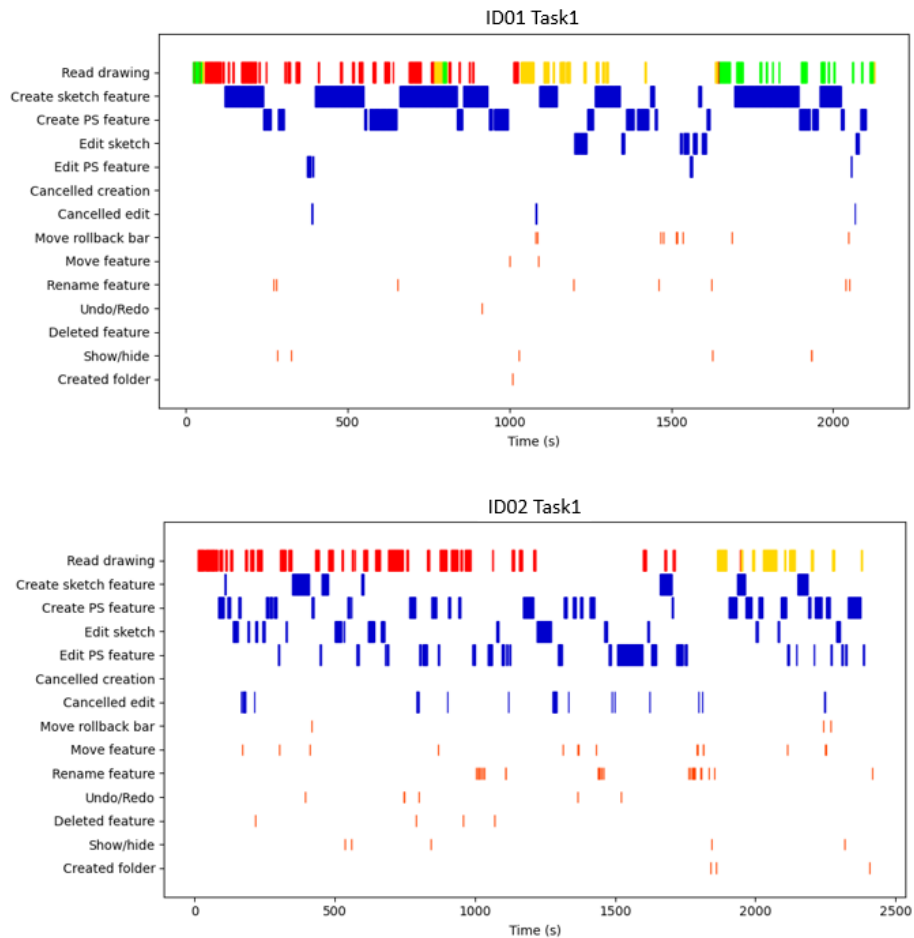 ID01 Task1
Read drawing
Create sketch feature
Create PS feature
Edit sketch
Edit PS feature
Cancelled creation
Cancelled edit
Move rollback bar
Move feature
Rename feature
Undo/Redo
Deleted feature
Show/hide
Created folder
0 500 1000 1500 2000
Time (s)
ID02 Task1
Read drawing
Create sketch feature
Create PS feature
Edit sketch
Edit PS feature
Cancelled creation
Cancelled edit
Move rollback bar
Move feature
Rename feature
Undo/Redo
Deleted feature
Show/hide
Created folder
0 500 1000 1500 2000 2500
Time (s)